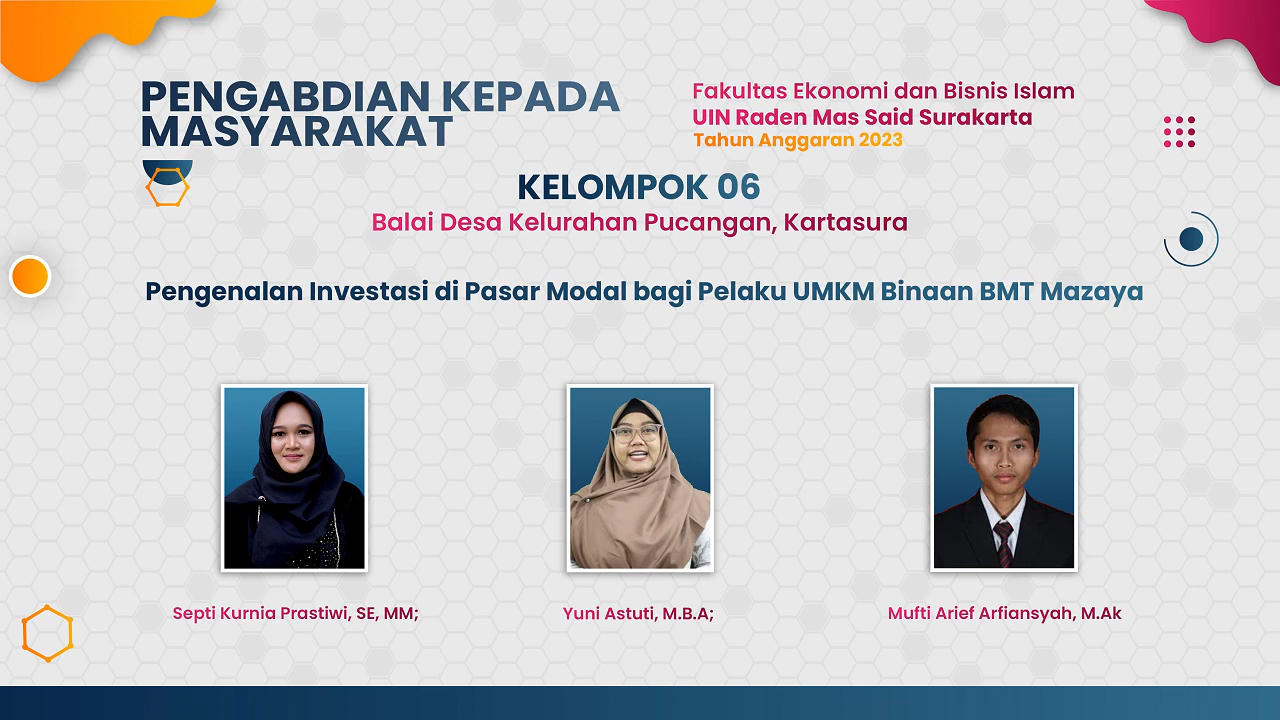 PENGABDIAN KEPADA
MASYARAKAT
Fakultas Ekonomi dan Bisnis Islam
UIN Raden Mas Said Surakarta
Tahun Anggaran 2023
KELOMPOK 06
Balai Desa Kelurahan Pucangan, Kartasura
Pengenalan Investasi di Pasar Modal bagi Pelaku UMKM Binaan BMT Mazaya
Septi Kurnia Prastiwi, SE, MM;
Yuni Astuti, M.B.A;
Mufti Arief Arfiansyah, M.Ak